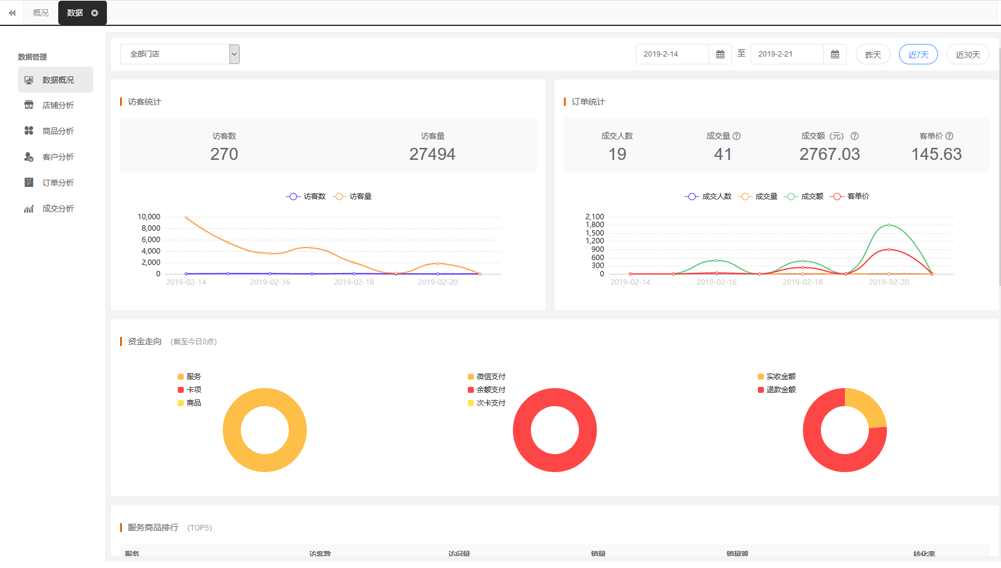 概况
数据
数据管理
数据概况
店铺分析
商品分析
客户分析
订单分析
成交分析
全部门店
2019-2-14
至
2019-2-21
昨天
近7天
近30天
访客统计
访客数
访客量
270
27494
访客数
访客量
10,000
8,000
6,000
4,000
2,000
0
2019-02-14
2019-02-16
2019-02-18
2019-02-20
订单统计
成交人数
成交量
成交额（元）
客单价
19
41
2767.03
145.63
成交人数
成交量
成交额
客单价
2,100
1,800
1,500
1,200
900
600
300
0
2019-02-14
2019-02-16
2019-02-18
2019-02-20
资金走向 (截至今日0点)
服务
卡项
商品
微信支付
余额支付
次卡支付
实收金额
退款金额
服务商品排行 (TOP5)
服务
访客数
访问量
销量
销量额
转化率